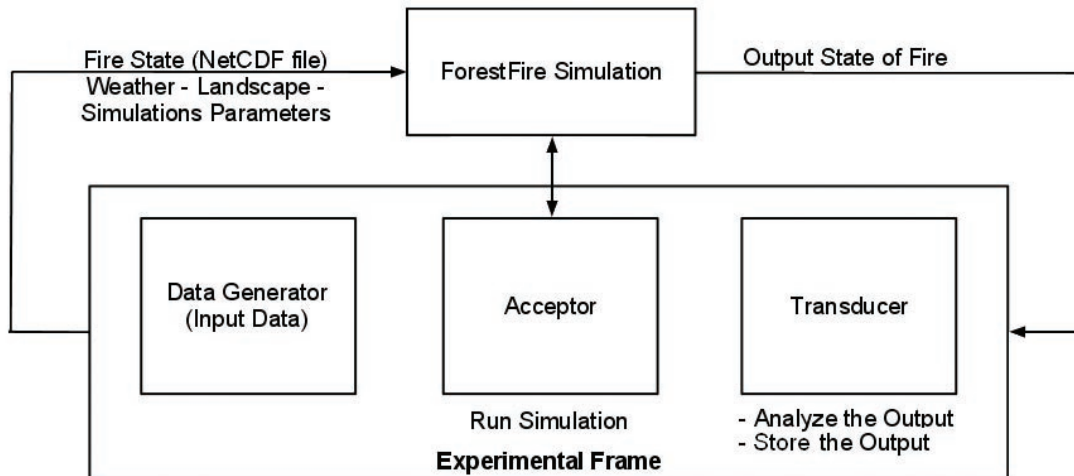 Fire State (NetCDF file)
Weather - Landscape -
Simulations Parameters
ForestFire Simulation
Output State of Fire
Data Generator
(Input Data)
Acceptor
Transducer
Run Simulation
- Analyze the Output
- Store the Output
Experimental Frame